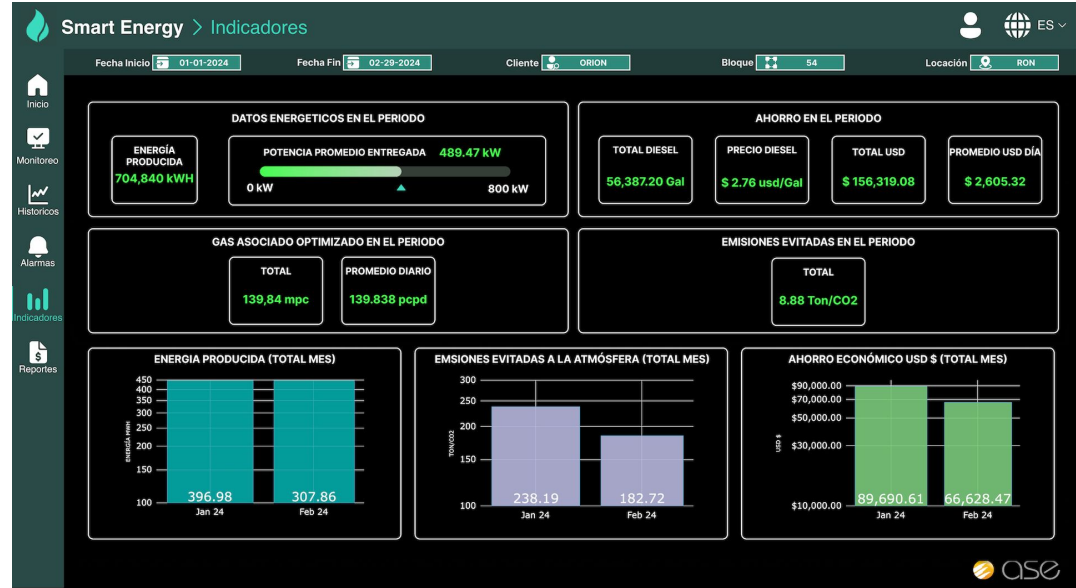 Smart Energy > Indicadores
ES
Fecha Inicio 01-01-2024 Fecha Fin 02-29-2024 Cliente ORION Bloque 54 Locación RON
Inicio
Monitoreo
Historicos
Alarmas
Indicadores
Reportes
DATOS ENERGETICOS EN EL PERIODO
ENERGÍA
PRODUCIDA
704,840 kWH
POTENCIA PROMEDIO ENTREGADA 489.47 kW
0 kW 800 kW
AHORRO EN EL PERIODO
TOTAL DIESEL
56,387.20 Gal
PRECIO DIESEL
$ 2.76 usd/Gal
TOTAL USD
$ 156,319.08
PROMEDIO USD DÍA
$ 2,605.32
GAS ASOCIADO OPTIMIZADO EN EL PERIODO
TOTAL
139,84 mpc
PROMEDIO DIARIO
139.838 pcpd
EMISIONES EVITADAS EN EL PERIODO
TOTAL
8.88 Ton/CO2
ENERGIA PRODUCIDA (TOTAL MES)
ENERGÍA MWH
450
400
350
300
250
200
150
100
396.98 307.86
Jan 24 Feb 24
EMSIONES EVITADAS A LA ATMÓSFERA (TOTAL MES)
TON/CO2
300
250
200
150
100
238.19 182.72
Jan 24 Feb 24
AHORRO ECONÓMICO USD $ (TOTAL MES)
USD $
$90,000.00
$70,000.00
$50,000.00
$30,000.00
$10,000.00
89,690.61 66,628.47
Jan 24 Feb 24
ase